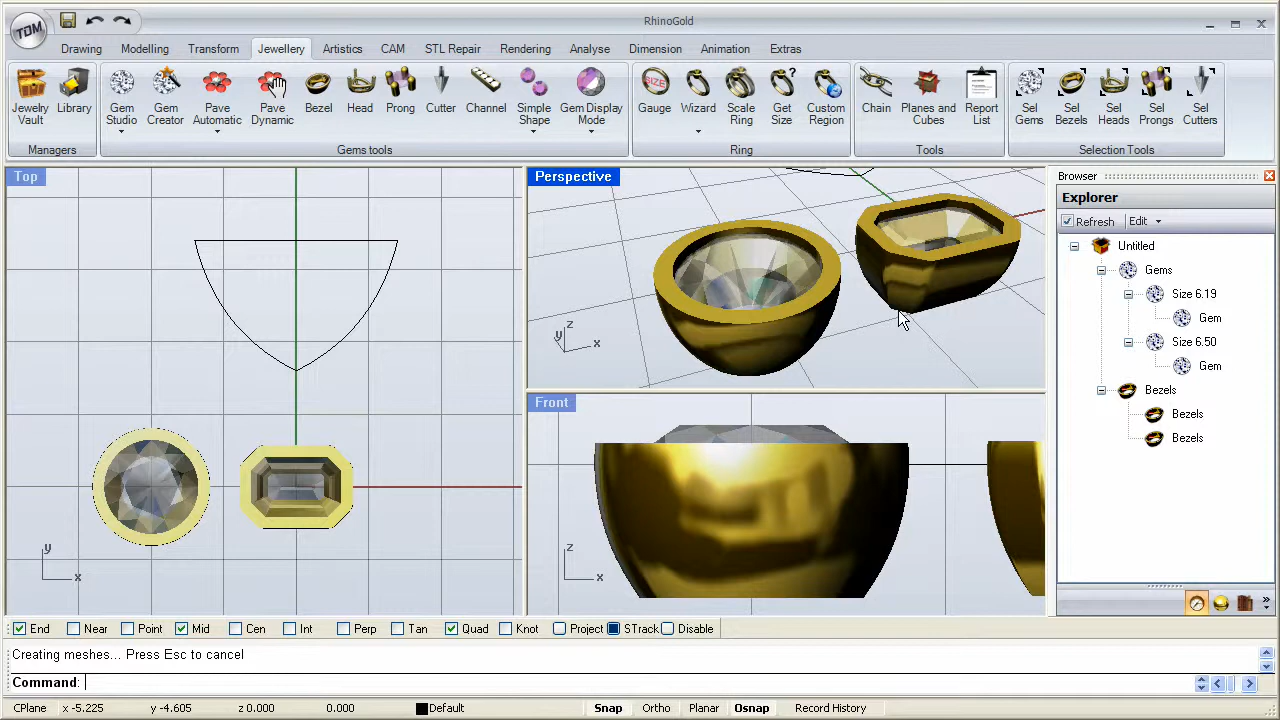 RhinoGold
TDM
Drawing Modelling Transform Jewellery Artistics CAM STL Repair Rendering Analyse Dimension Animation Extras
Jewelry Vault Library Gem Studio Gem Creator Pave Automatic Pave Dynamic Bezel Head Prong Cutter Channel Simple Shape Gem Display Mode SIZE Gauge Wizard Scale Ring ? Get Size Custom Region Chain Planes and Cubes Report List Sel Gems Sel Bezels Sel Heads Sel Prongs Sel Cutters
Managers Gems tools Ring Tools Selection Tools
Top
y
x
Perspective
z
y
x
Front
z
x
Browser
Explorer
Refresh Edit
Untitled
Gems
Size 6.19
Gem
Size 6.50
Gem
Bezels
Bezels
Bezels
End Near Point Mid Cen Int Perp Tan Quad Knot Project STrack Disable
Creating meshes... Press Esc to cancel
Command:
CPlane x -5.225 y -4.605 z 0.000 0.000 Default Snap Ortho Planar Osnap Record History